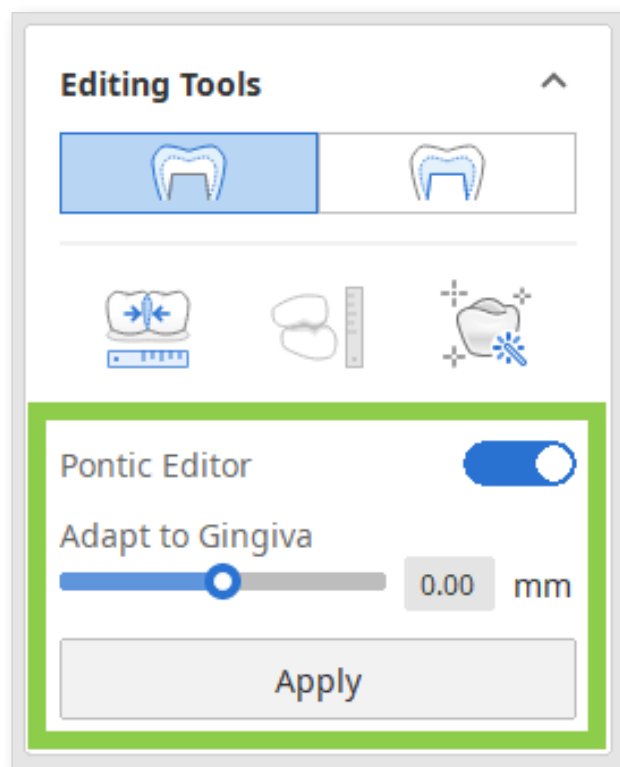 Editing Tools
Pontic Editor
Adapt to Gingiva
0.00 mm
Apply